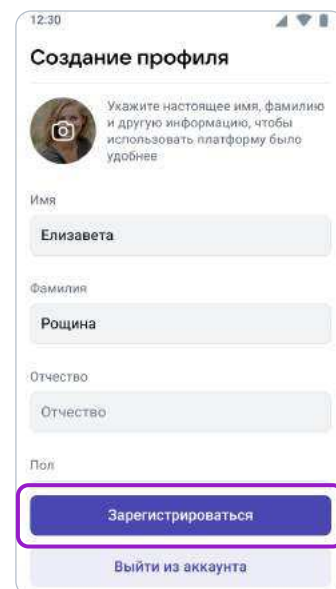 12:30
Создание профиля
Укажите настоящее имя, фамилию
и другую информацию, чтобы
использовать платформу было
удобнее
Имя
Елизавета
Фамилия
Рощина
Отчество
Отчество
Пол
Зарегистрироваться
Выйти из аккаунта